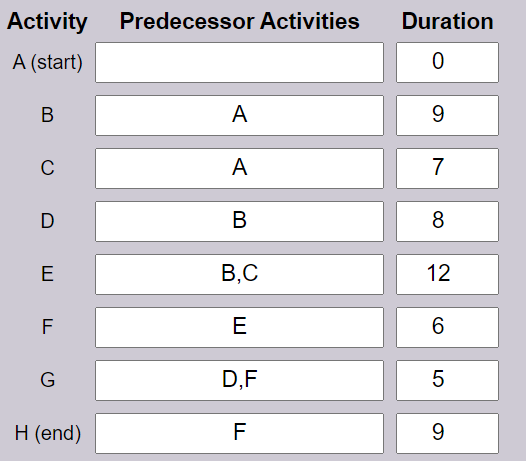 Activity Predecessor Activities Duration
A (start) 0
B A 9
C A 7
D B 8
E B,C 12
F E 6
G D,F 5
H (end) F 9